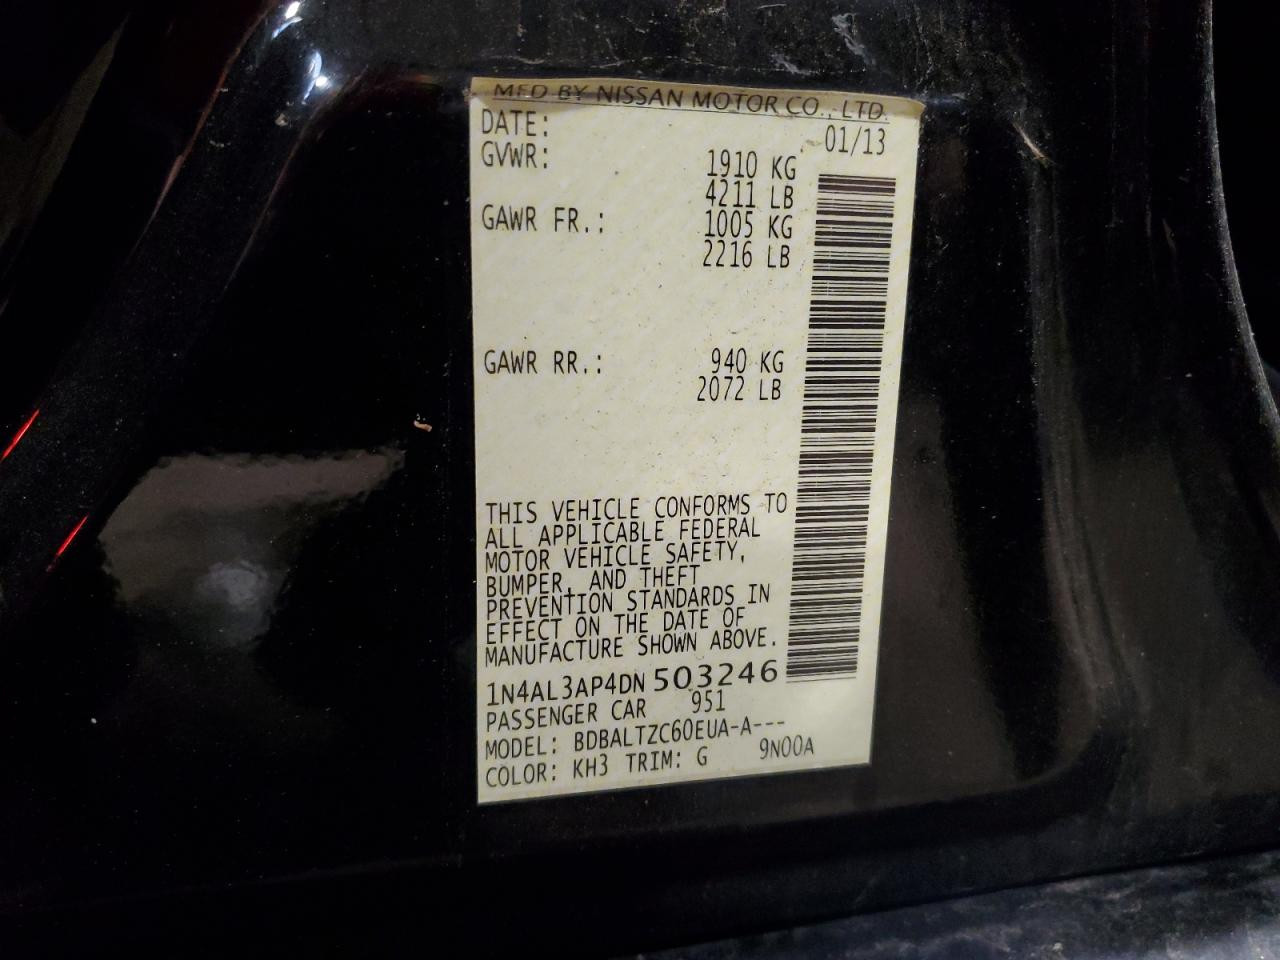 MFD BY NISSAN MOTOR CO., LTD.
DATE: 01/13
GVWR: 1910 KG
4211 LB
GAWR FR.: 1005 KG
2216 LB
GAWR RR.: 940 KG
2072 LB
THIS VEHICLE CONFORMS TO
ALL APPLICABLE FEDERAL
MOTOR VEHICLE SAFETY,
BUMPER, AND THEFT
PREVENTION STANDARDS IN
EFFECT ON THE DATE OF
MANUFACTURE SHOWN ABOVE.
1N4AL3AP4DN 503246
PASSENGER CAR 951
MODEL: BDBALTZC60EUA-A---
COLOR: KH3 TRIM: G 9N00A